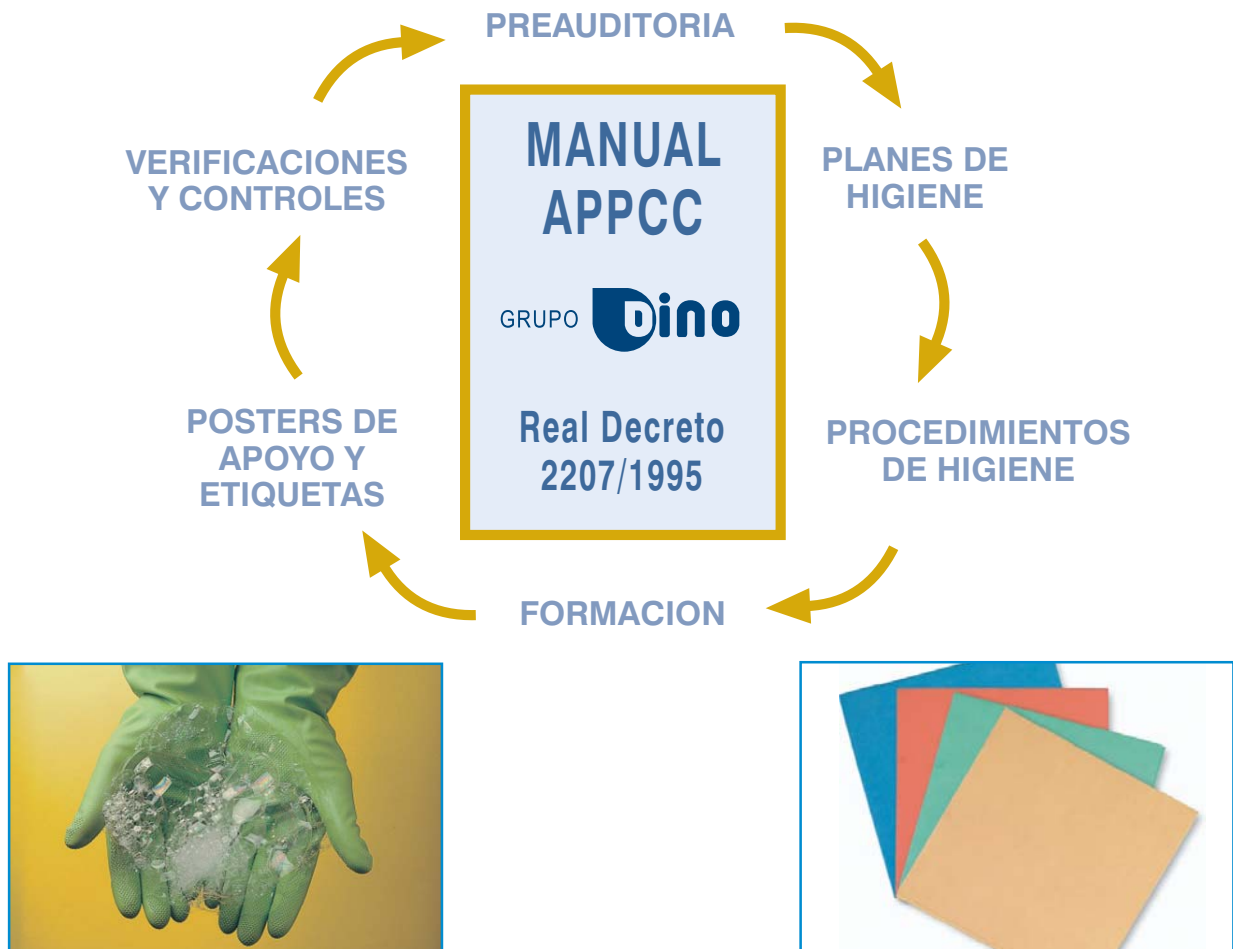 PREAUDITORIA
PLANES DE
HIGIENE
PROCEDIMIENTOS
DE HIGIENE
FORMACION
POSTERS DE
APOYO Y
ETIQUETAS
VERIFICACIONES
Y CONTROLES
MANUAL
APPCC
GRUPO Dino
Real Decreto
2207/1995